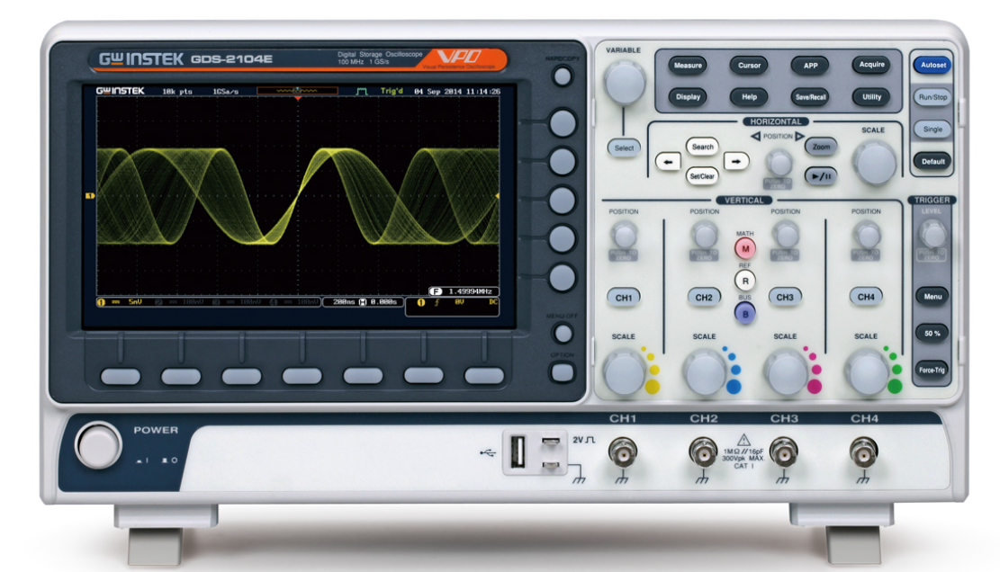 GWINSTEK GDS-2104E
Digital Storage Oscilloscope
100 MHz 1 GS/s
VPO
Visual Persistence Oscilloscope
HARDCOPY
GWINSTEK 10k pts 1GSa/s Trig'd 04 Sep 2014 11:14:26
1
F 1.49994MHz
1 5mV 2 100mV 3 100mV 4 100mV 200ns H 0.000s 1 0V DC
MENU OFF
OPTION
VARIABLE
Select
Measure Cursor APP Acquire
Display Help Save/Recall Utility
Autoset
Run/Stop
Single
Default
HORIZONTAL
POSITION
SCALE
Search
Zoom
Set/Clear
PUSH TO
ZERO
VERTICAL
POSITION POSITION POSITION POSITION
PUSH TO ZERO PUSH TO ZERO PUSH TO ZERO PUSH TO ZERO
MATH
M
REF
R
BUS
B
CH1 CH2 CH3 CH4
SCALE SCALE SCALE SCALE
TRIGGER
LEVEL
PUSH TO
ZERO
Menu
50 %
Force-Trig
POWER
I O
2V
CH1 CH2 CH3 CH4
1MΩ//16pF
300Vpk MAX.
CAT I